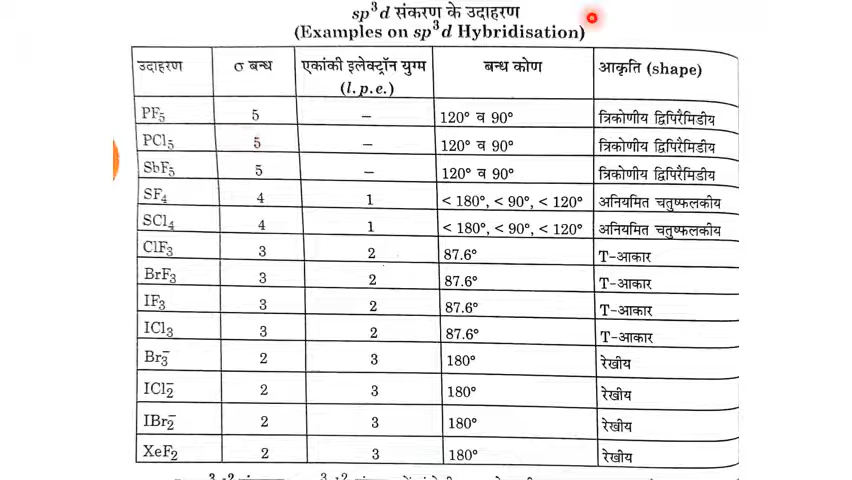 sp³d संकरण के उदाहरण
(Examples on sp³d Hybridisation)
उदाहरण σ बन्ध एकांकी इलेक्ट्रॉन युग्म (l.p.e.) बन्ध कोण आकृति (shape)
PF₅ 5 – 120° व 90° त्रिकोणीय द्विपिरैमिडीय
PCl₅ 5 – 120° व 90° त्रिकोणीय द्विपिरैमिडीय
SbF₅ 5 – 120° व 90° त्रिकोणीय द्विपिरैमिडीय
SF₄ 4 1 < 180°, < 90°, < 120° अनियमित चतुष्फलकीय
SCl₄ 4 1 < 180°, < 90°, < 120° अनियमित चतुष्फलकीय
ClF₃ 3 2 87.6° T-आकार
BrF₃ 3 2 87.6° T-आकार
IF₃ 3 2 87.6° T-आकार
ICl₃ 3 2 87.6° T-आकार
Br₃⁻ 2 3 180° रेखीय
ICl₂⁻ 2 3 180° रेखीय
IBr₂⁻ 2 3 180° रेखीय
XeF₂ 2 3 180° रेखीय